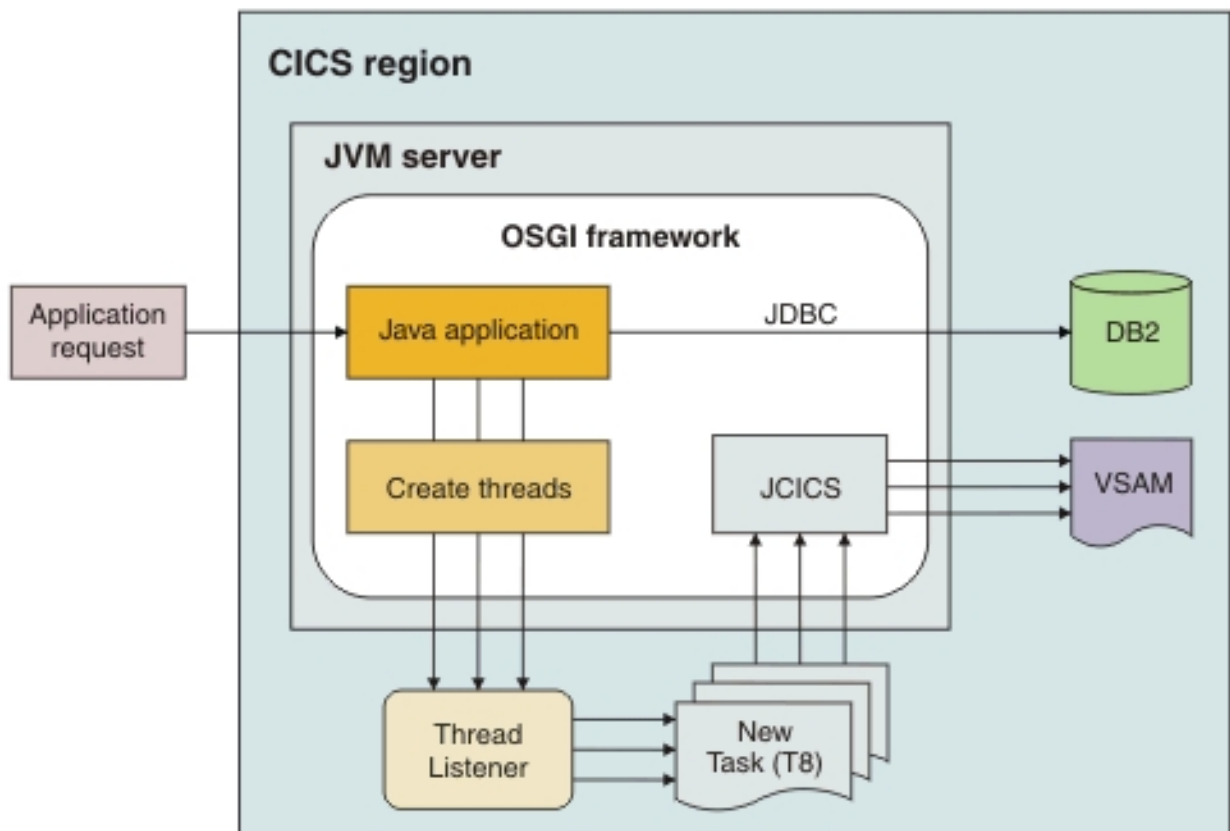 CICS region
JVM server
OSGI framework
Application
request
Java application
JDBC
DB2
Create threads
JCICS
VSAM
Thread
Listener
New
Task (T8)